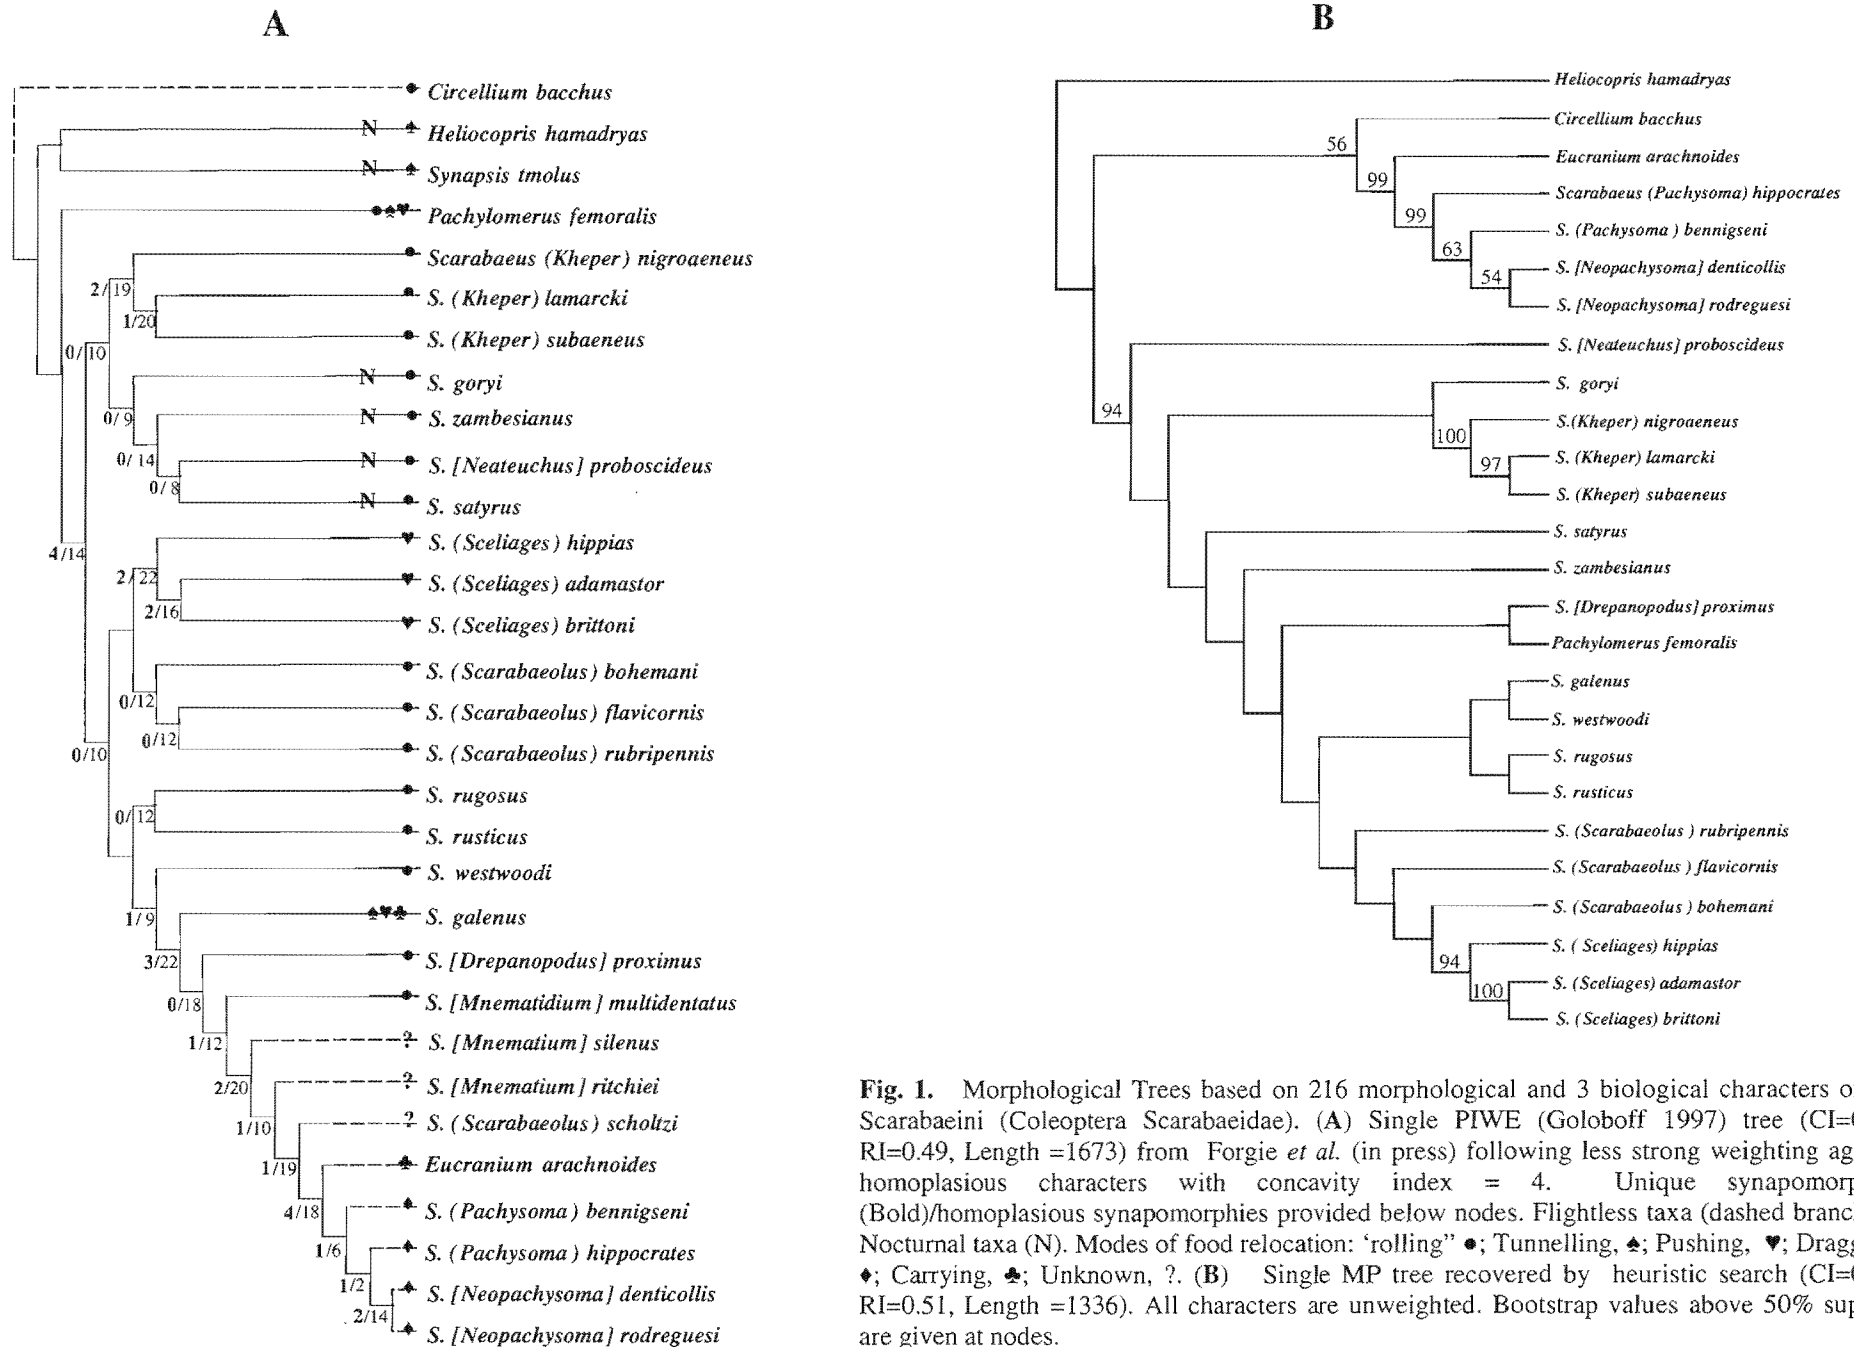 A
Circellium bacchus
N ♠ Heliocopris hamadryas
N ♠ Synapsis tmolus
●♠♥ Pachylomerus femoralis
Scarabaeus (Kheper) nigroaeneus
2/19
S. (Kheper) lamarcki
1/20
S. (Kheper) subaeneus
0/10
N S. goryi
0/9
N S. zambesianus
0/14
N S. [Neateuchus] proboscideus
0/8
N S. satyrus
S. (Sceliages) hippias
4/14
2/22
S. (Sceliages) adamastor
2/16
S. (Sceliages) brittoni
S. (Scarabaeolus) bohemani
0/12
S. (Scarabaeolus) flavicornis
0/12
0/10
S. (Scarabaeolus) rubripennis
S. rugosus
0/12
S. rusticus
S. westwoodi
1/9
♠♥♣ S. galenus
3/22
S. [Drepanopodus] proximus
0/18
S. [Mnematidium] multidentatus
1/12
? S. [Mnematium] silenus
2/20
? S. [Mnematium] ritchiei
1/10
? S. (Scarabaeolus) scholtzi
1/19
Eucranium arachnoides
4/18
S. (Pachysoma) bennigseni
1/6
S. (Pachysoma) hippocrates
1/2
S. [Neopachysoma] denticollis
2/14
S. [Neopachysoma] rodreguesi
B
Heliocopris hamadryas
Circellium bacchus
56
Eucranium arachnoides
99
Scarabaeus (Pachysoma) hippocrates
99
S. (Pachysoma ) bennigseni
63
S. [Neopachysoma] denticollis
54
S. [Neopachysoma] rodreguesi
S. [Neateuchus] proboscideus
S. goryi
94
S.(Kheper) nigroaeneus
100
S. (Kheper) lamarcki
97
S. (Kheper) subaeneus
S. satyrus
S. zambesianus
S. [Drepanopodus] proximus
Pachylomerus femoralis
S. galenus
S. westwoodi
S. rugosus
S. rusticus
S. (Scarabaeolus ) rubripennis
S. (Scarabaeolus ) flavicornis
S. (Scarabaeolus ) bohemani
S. ( Sceliages) hippias
94
S. (Sceliages) adamastor
100
S. (Sceliages) brittoni
Fig. 1. Morphological Trees based on 216 morphological and 3 biological characters
Scarabaeini (Coleoptera Scarabaeidae). (A) Single PIWE (Goloboff 1997) tree
RI=0.49, Length =1673) from Forgie et al. (in press) following less strong weighting
homoplasious characters with concavity index = 4. Unique
(Bold)/homoplasious synapomorphies provided below nodes. Flightless taxa (dashed
Nocturnal taxa (N). Modes of food relocation: ‘rolling” ●; Tunnelling, ♠; Pushing, ♥;
♦; Carrying, ♣; Unknown, ?. (B) Single MP tree recovered by heuristic search
RI=0.51, Length =1336). All characters are unweighted. Bootstrap values above 50%
are given at nodes.